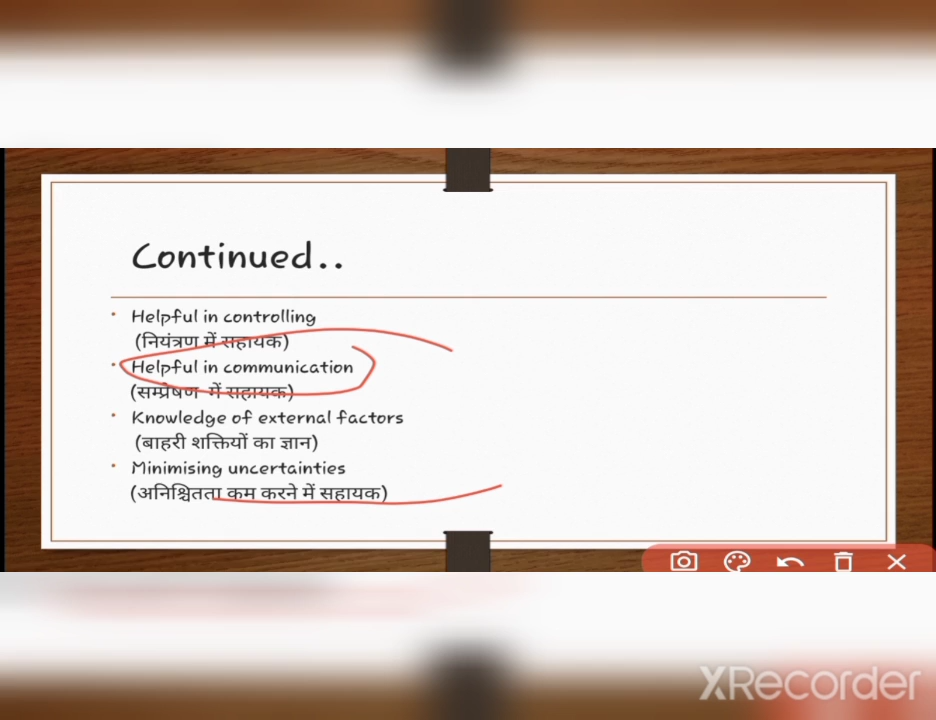 Continued..
• Helpful in controlling
(नियंत्रण में सहायक)
• Helpful in communication
(सम्प्रेषण में सहायक)
• Knowledge of external factors
(बाहरी शक्तियों का ज्ञान)
• Minimising uncertainties
(अनिश्चितता कम करने में सहायक)
XRecorder